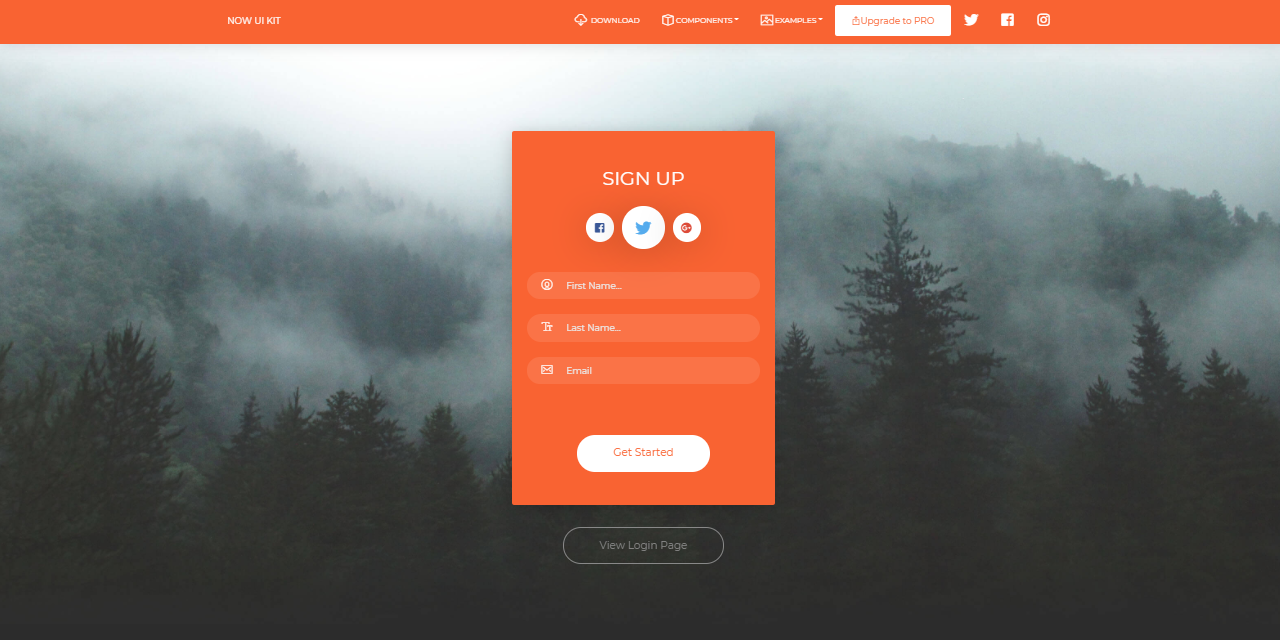 NOW UI KIT
DOWNLOAD
COMPONENTS
EXAMPLES
Upgrade to PRO
SIGN UP
First Name...
Last Name...
Email
Get Started
View Login Page